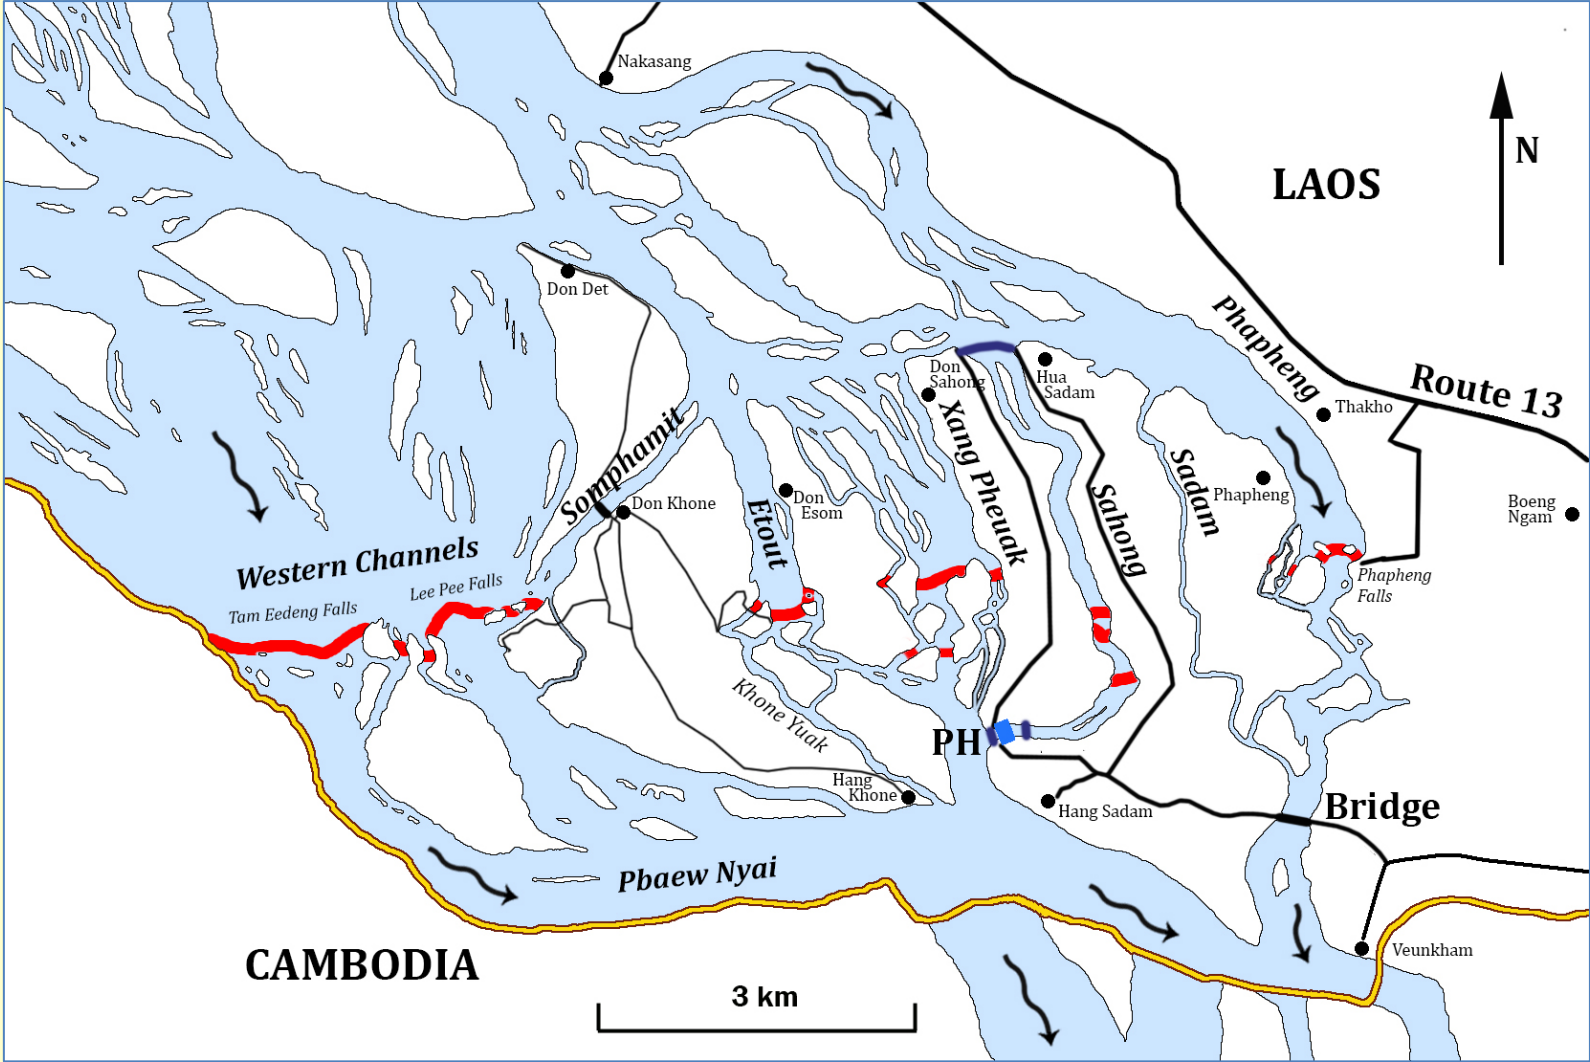 Nakasang
N
LAOS
Don Det
Phapheng
Don
Sahong
Hua
Sadam
Route 13
Thakho
Somphamit
Xang Pheuak
Sadam
Sahong
Phapheng
Don Khone
Don
Esom
Etout
Boeng
Ngam
Western Channels
Tam Eedeng Falls
Lee Pee Falls
Phapheng
Falls
Khone Yuak
PH
Hang
Khone
Hang Sadam
Bridge
Pbaew Nyai
CAMBODIA
Veunkham
3 km